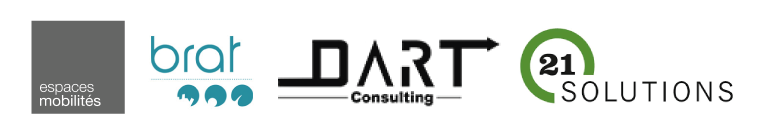 espaces
mobilités
brat
DART
Consulting
21
SOLUTIONS